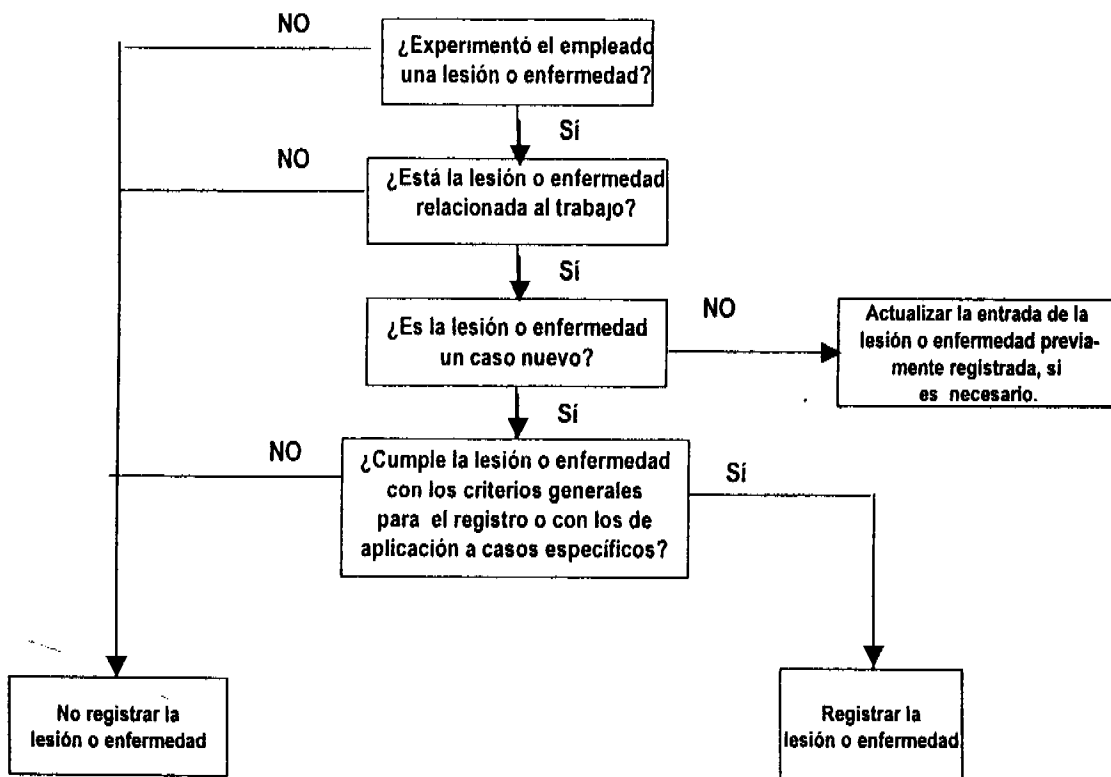 NO
¿Experimentó el empleado
una lesión o enfermedad?
Sí
NO
¿Está la lesión o enfermedad
relacionada al trabajo?
Sí
¿Es la lesión o enfermedad
un caso nuevo?
NO
Actualizar la entrada de la
lesión o enfermedad previa-
mente registrada, si
es necesario.
Sí
NO
¿Cumple la lesión o enfermedad
con los criterios generales
para el registro o con los de
aplicación a casos específicos?
Sí
No registrar la
lesión o enfermedad
Registrar la
lesión o enfermedad